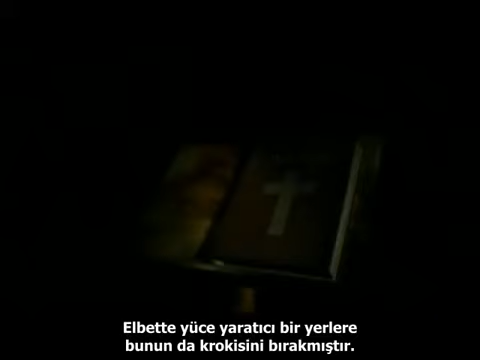 Elbette yüce yaratıcı bir yerlere
bunun da krokisini bırakmıştır.